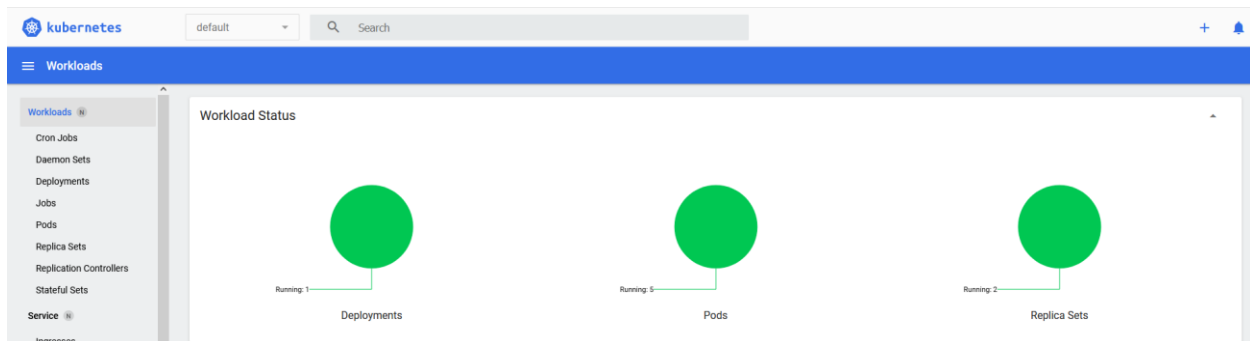 kubernetes
default
Search
Workloads
Workloads N
Cron Jobs
Daemon Sets
Deployments
Jobs
Pods
Replica Sets
Replication Controllers
Stateful Sets
Service N
Ingresses
Workload Status
Running: 1
Deployments
Running: 5
Pods
Running: 2
Replica Sets